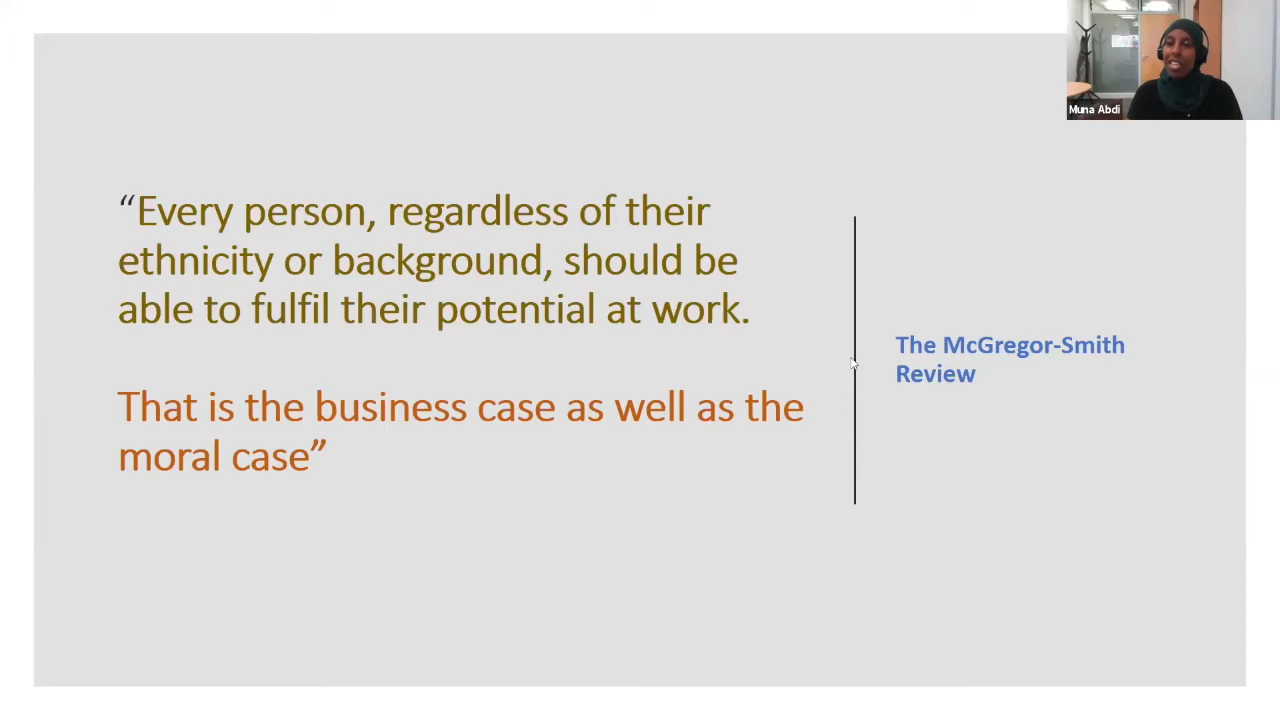 Muna Abdi
“Every person, regardless of their
ethnicity or background, should be
able to fulfil their potential at work.
That is the business case as well as the
moral case”
The McGregor-Smith
Review